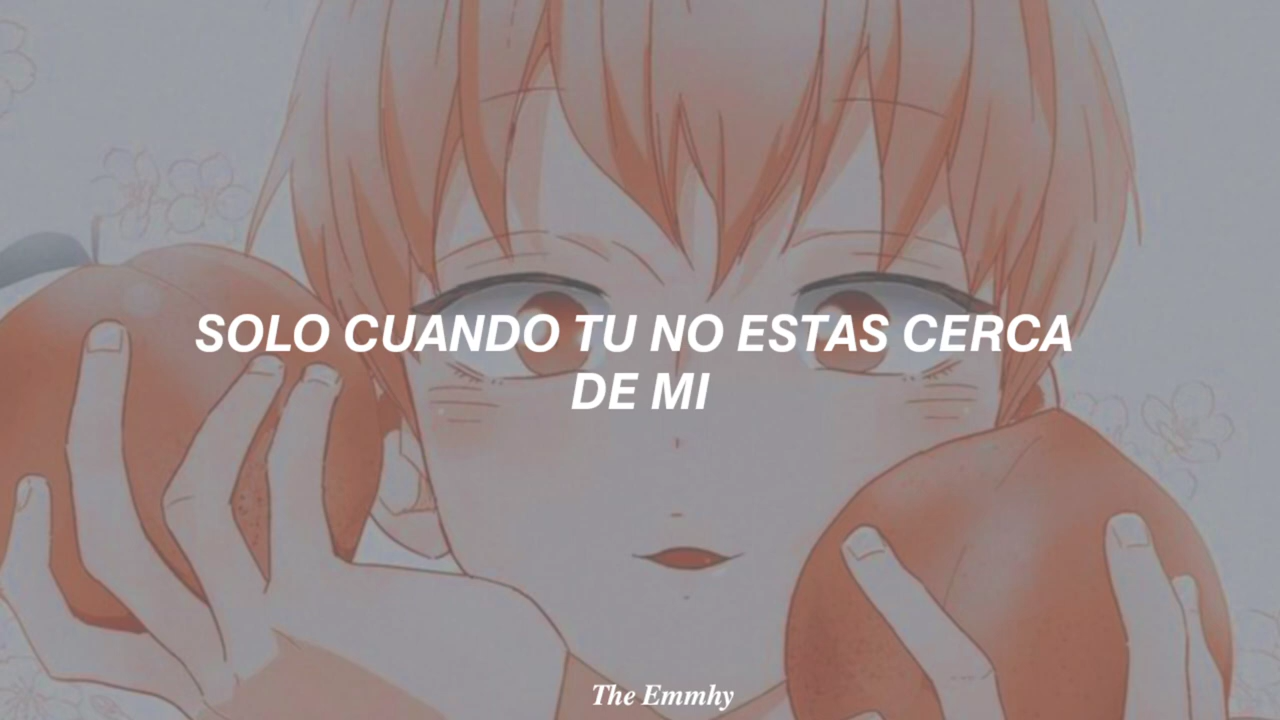 SOLO CUANDO TU NO ESTAS CERCA
DE MI
The Emmhy